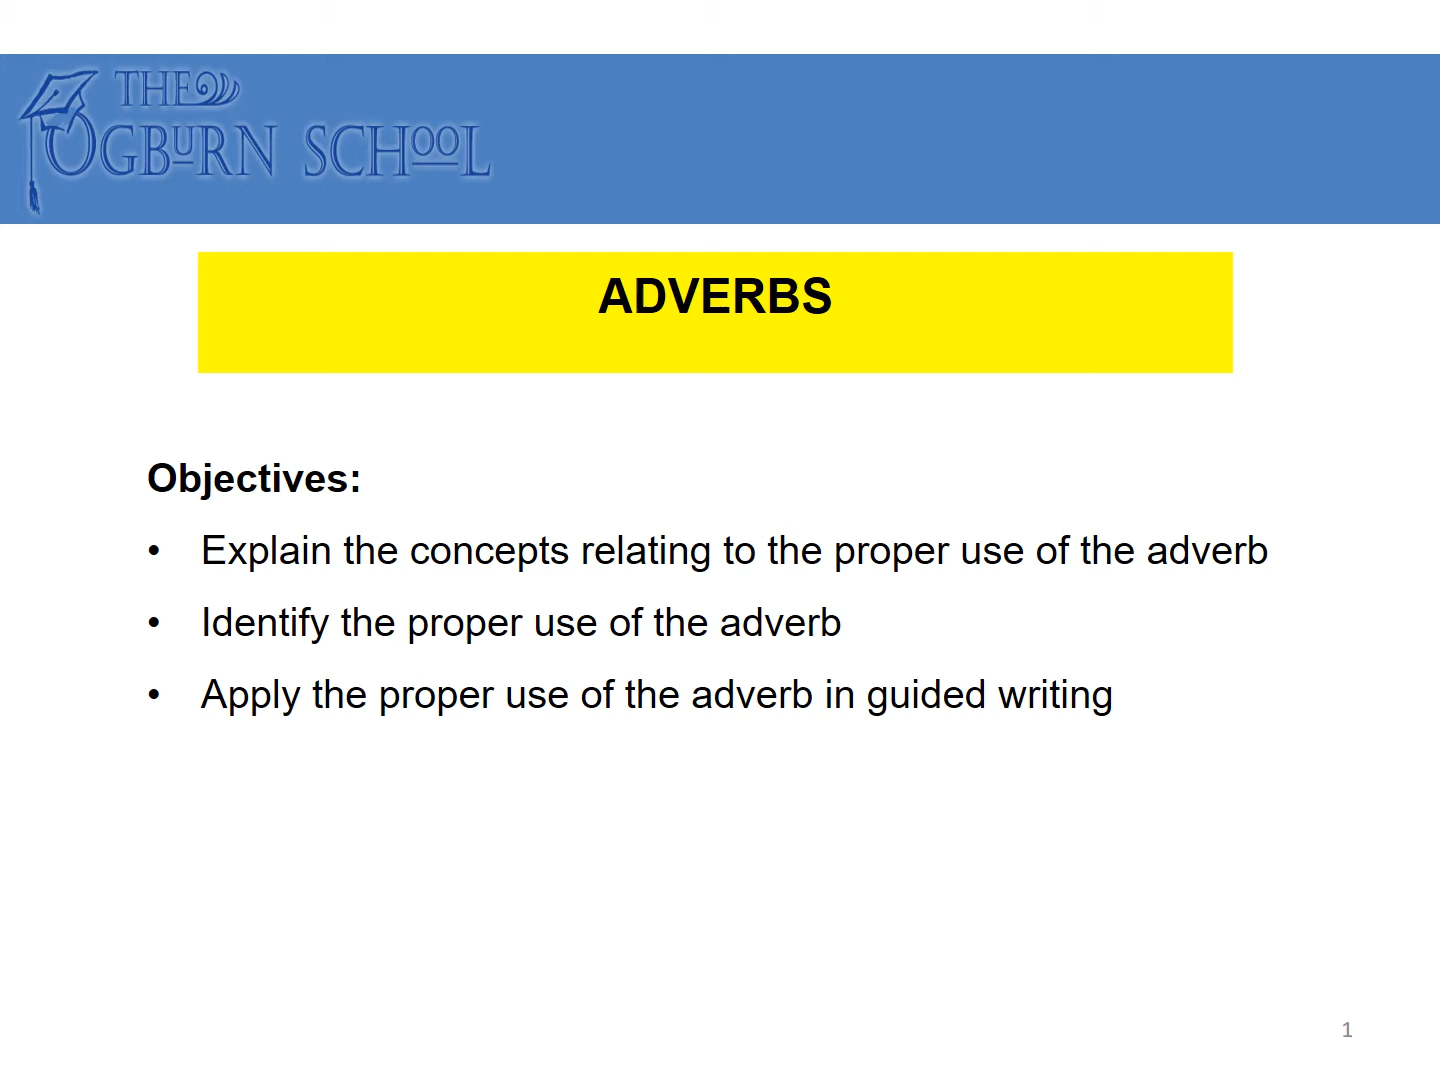 THE
OGBURN SCHOOL
ADVERBS
Objectives:
• Explain the concepts relating to the proper use of the adverb
• Identify the proper use of the adverb
• Apply the proper use of the adverb in guided writing
1